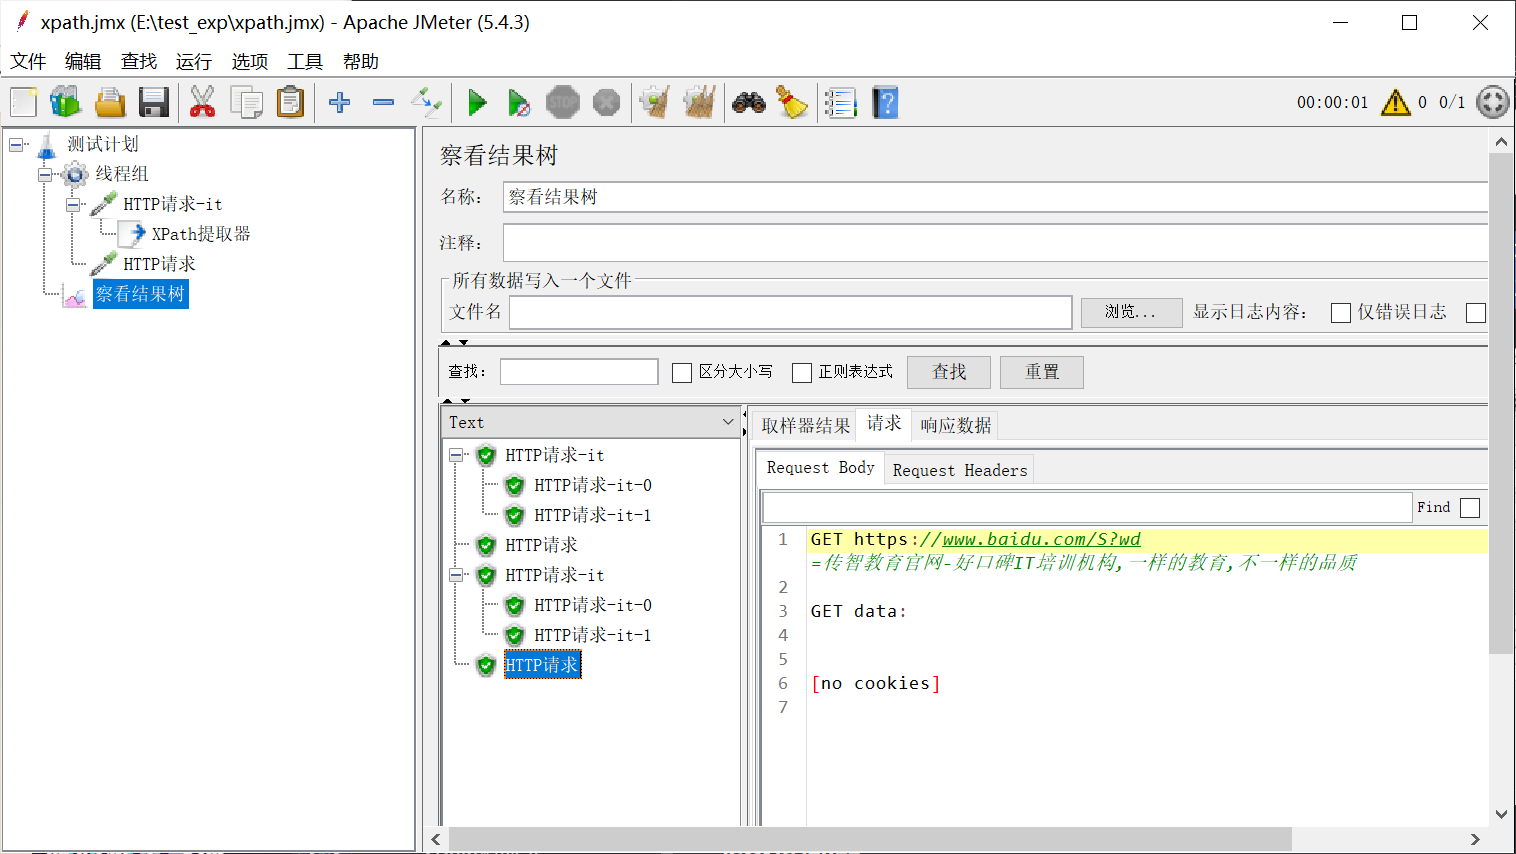 xpath.jmx (E:\test_exp\xpath.jmx) - Apache JMeter (5.4.3)
文件 编辑 查找 运行 选项 工具 帮助
STOP
00:00:01 0 0/1
测试计划
线程组
HTTP请求-it
XPath提取器
HTTP请求
察看结果树
察看结果树
名称： 察看结果树
注释：
所有数据写入一个文件
文件名 浏览... 显示日志内容： 仅错误日志
查找： 区分大小写 正则表达式 查找 重置
Text
HTTP请求-it
HTTP请求-it-0
HTTP请求-it-1
HTTP请求
HTTP请求-it
HTTP请求-it-0
HTTP请求-it-1
HTTP请求
取样器结果 请求 响应数据
Request Body Request Headers
Find
1 GET https://www.baidu.com/S?wd
=传智教育官网-好口碑IT培训机构,一样的教育,不一样的品质
2
3 GET data:
4
5
6 [no cookies]
7